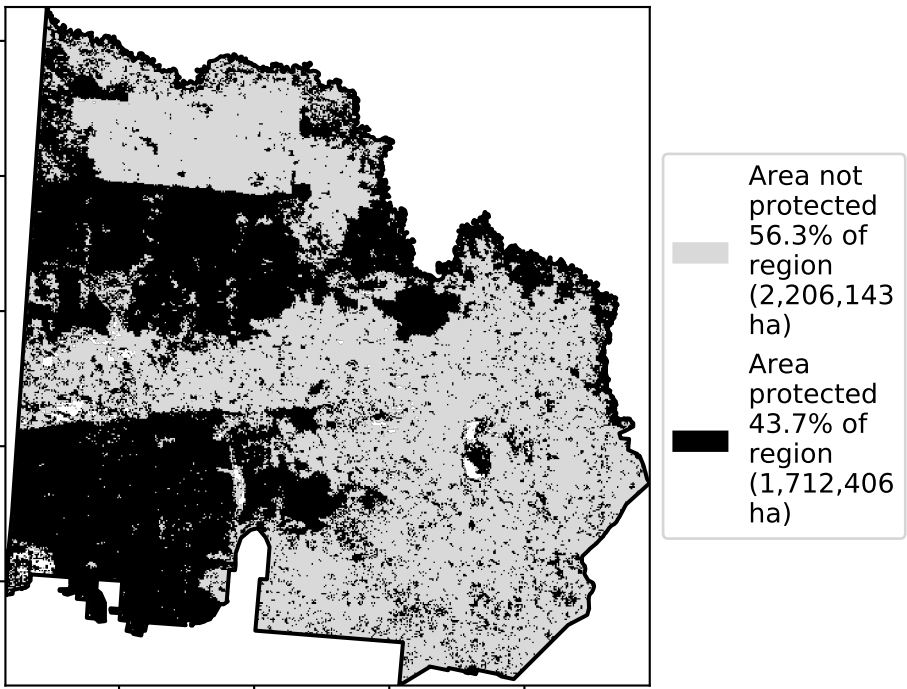 Area not
protected
56.3% of
region
(2,206,143
ha)
Area
protected
43.7% of
region
(1,712,406
ha)